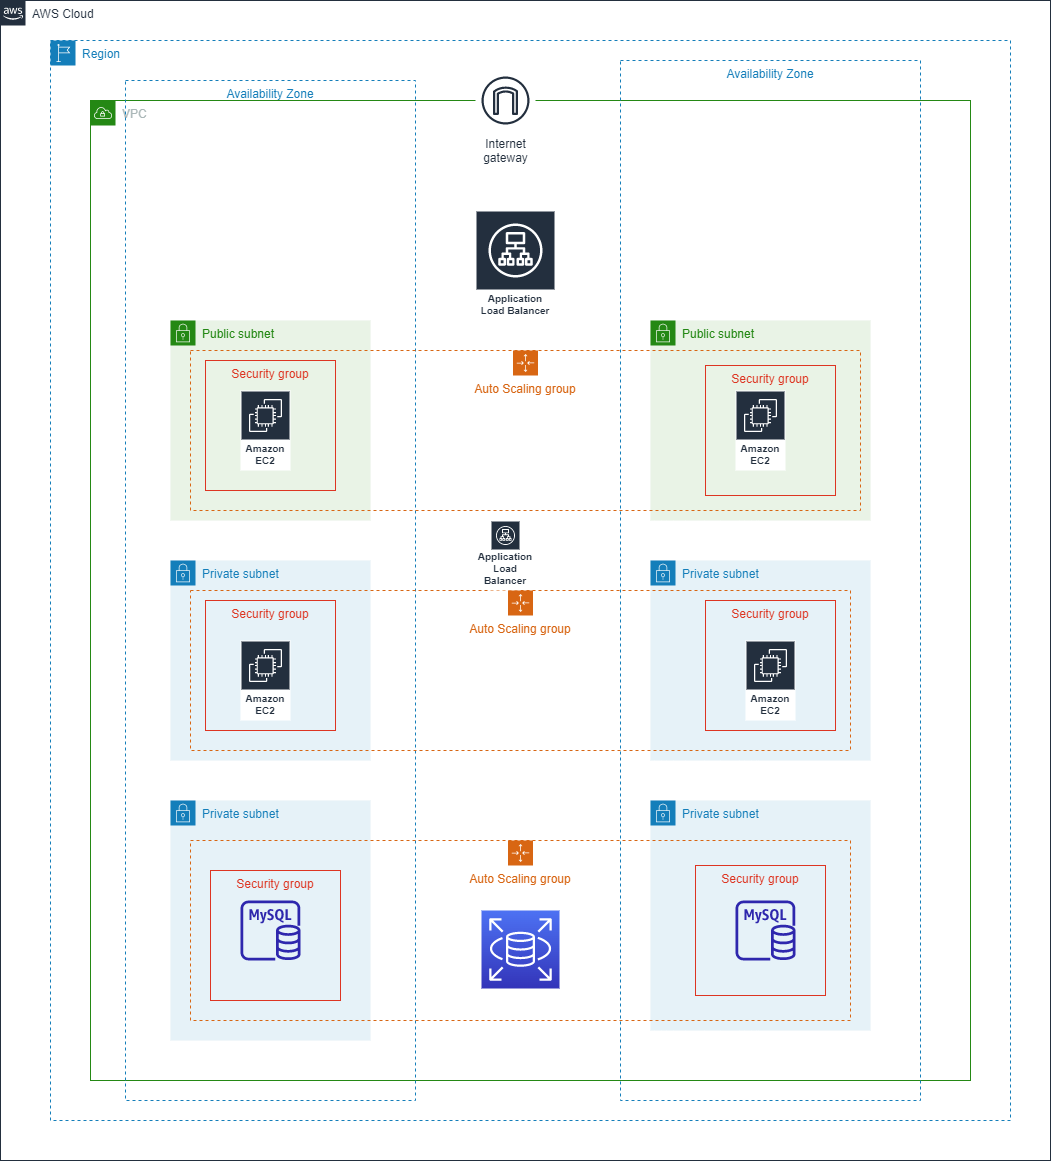 aws
AWS Cloud
Region
Availability Zone
Availability Zone
VPC
Internet
gateway
Application
Load Balancer
Public subnet
Public subnet
Auto Scaling group
Security group
Security group
Amazon
EC2
Amazon
EC2
Application
Load
Balancer
Private subnet
Private subnet
Auto Scaling group
Security group
Security group
Amazon
EC2
Amazon
EC2
Private subnet
Private subnet
Auto Scaling group
Security group
Security group
MySQL
MySQL